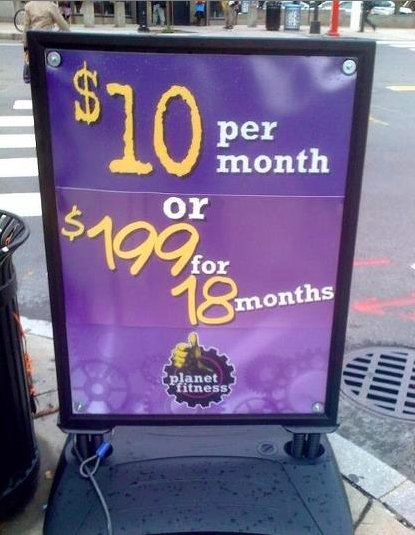 $10 per
month
or
$199 for
18 months
planet
fitness